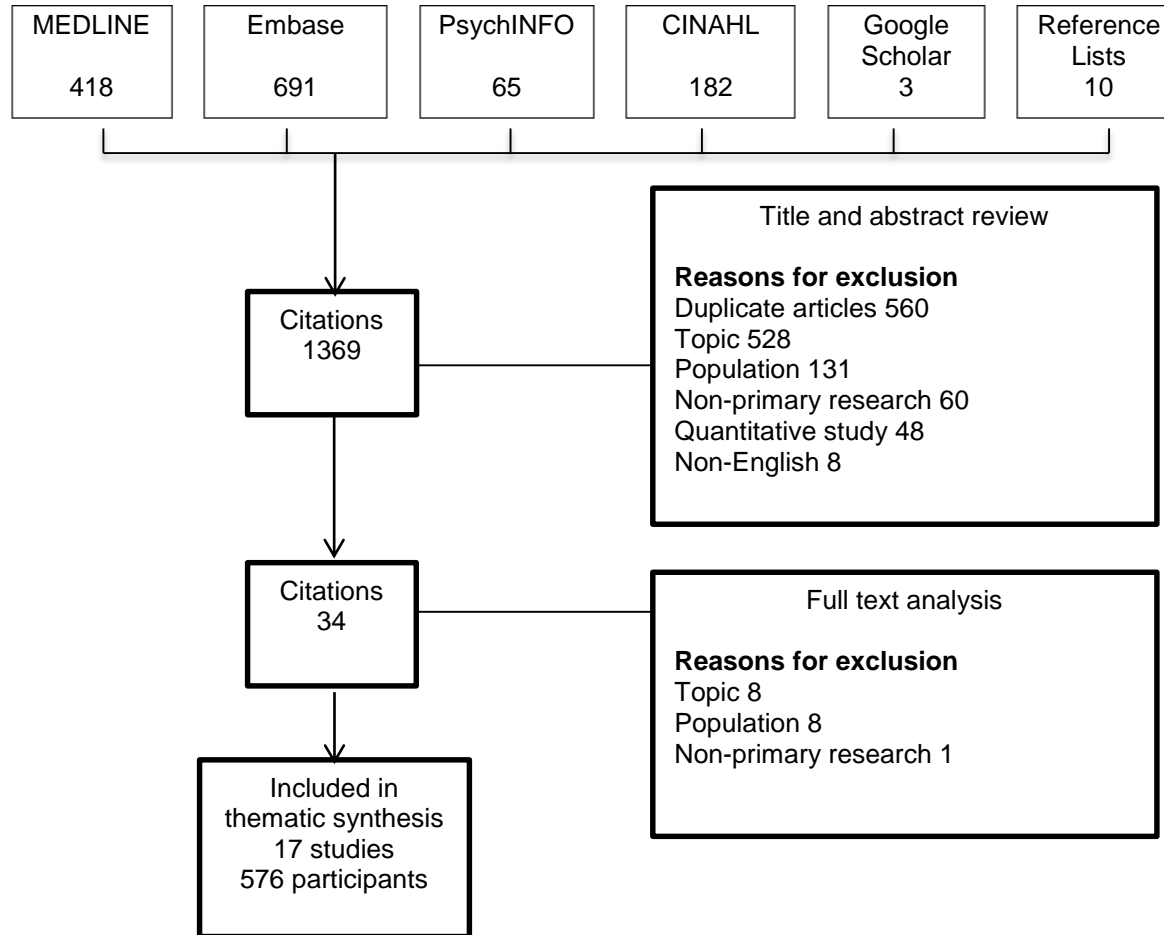 MEDLINE
418
Embase
691
PsychINFO
65
CINAHL
182
Google
Scholar
3
Reference
Lists
10
Citations
1369
Title and abstract review
Reasons for exclusion
Duplicate articles 560
Topic 528
Population 131
Non-primary research 60
Quantitative study 48
Non-English 8
Citations
34
Full text analysis
Reasons for exclusion
Topic 8
Population 8
Non-primary research 1
Included in
thematic synthesis
17 studies
576 participants